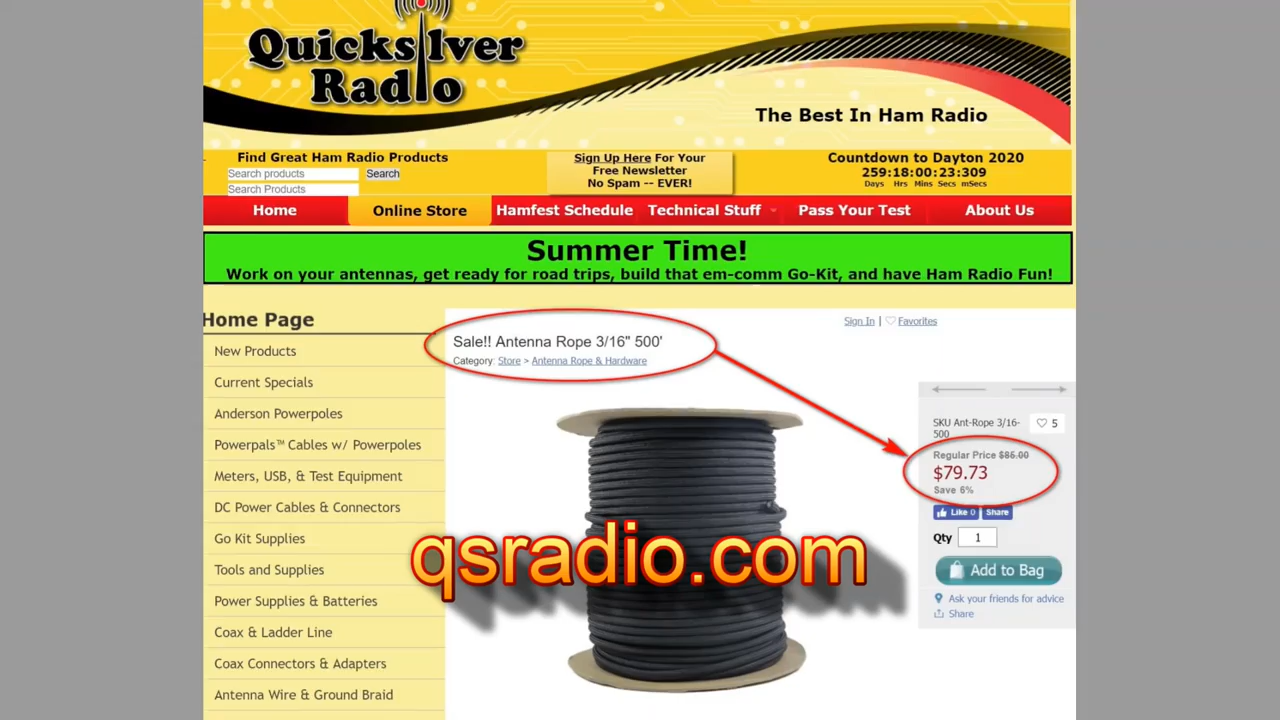 Quicksilver
Radio
The Best In Ham Radio
Find Great Ham Radio Products
Search products
Search
Search Products
Sign Up Here For Your
Free Newsletter
No Spam -- EVER!
Countdown to Dayton 2020
259:18:00:23:309
Days Hrs Mins Secs mSecs
Home
Online Store
Hamfest Schedule
Technical Stuff
Pass Your Test
About Us
Summer Time!
Work on your antennas, get ready for road trips, build that em-comm Go-Kit, and have Ham Radio Fun!
Home Page
New Products
Current Specials
Anderson Powerpoles
Powerpals™ Cables w/ Powerpoles
Meters, USB, & Test Equipment
DC Power Cables & Connectors
Go Kit Supplies
Tools and Supplies
Power Supplies & Batteries
Coax & Ladder Line
Coax Connectors & Adapters
Antenna Wire & Ground Braid
Sign In | Favorites
Sale!! Antenna Rope 3/16" 500'
Category: Store > Antenna Rope & Hardware
SKU Ant-Rope 3/16-
500
5
Regular Price $85.00
$79.73
Save 6%
Like 0
Share
Qty 1
Add to Bag
Ask your friends for advice
Share
qsradio.com